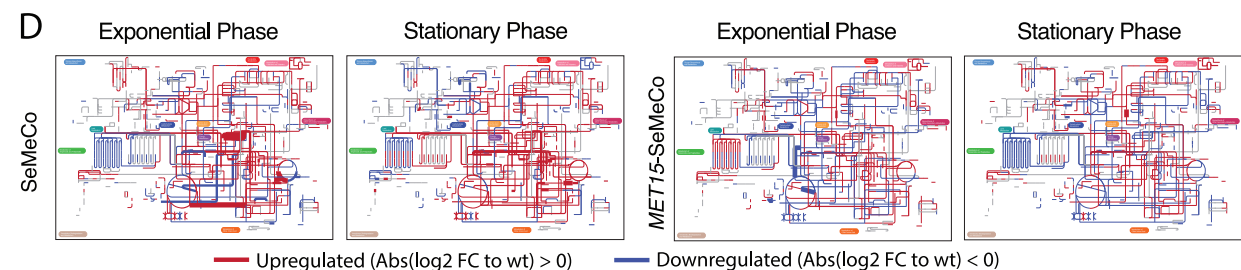 D
Exponential Phase
Stationary Phase
Exponential Phase
Stationary Phase
SeMeCo
MET15-SeMeCo
Upregulated (Abs(log2 FC to wt) > 0)
Downregulated (Abs(log2 FC to wt) < 0)